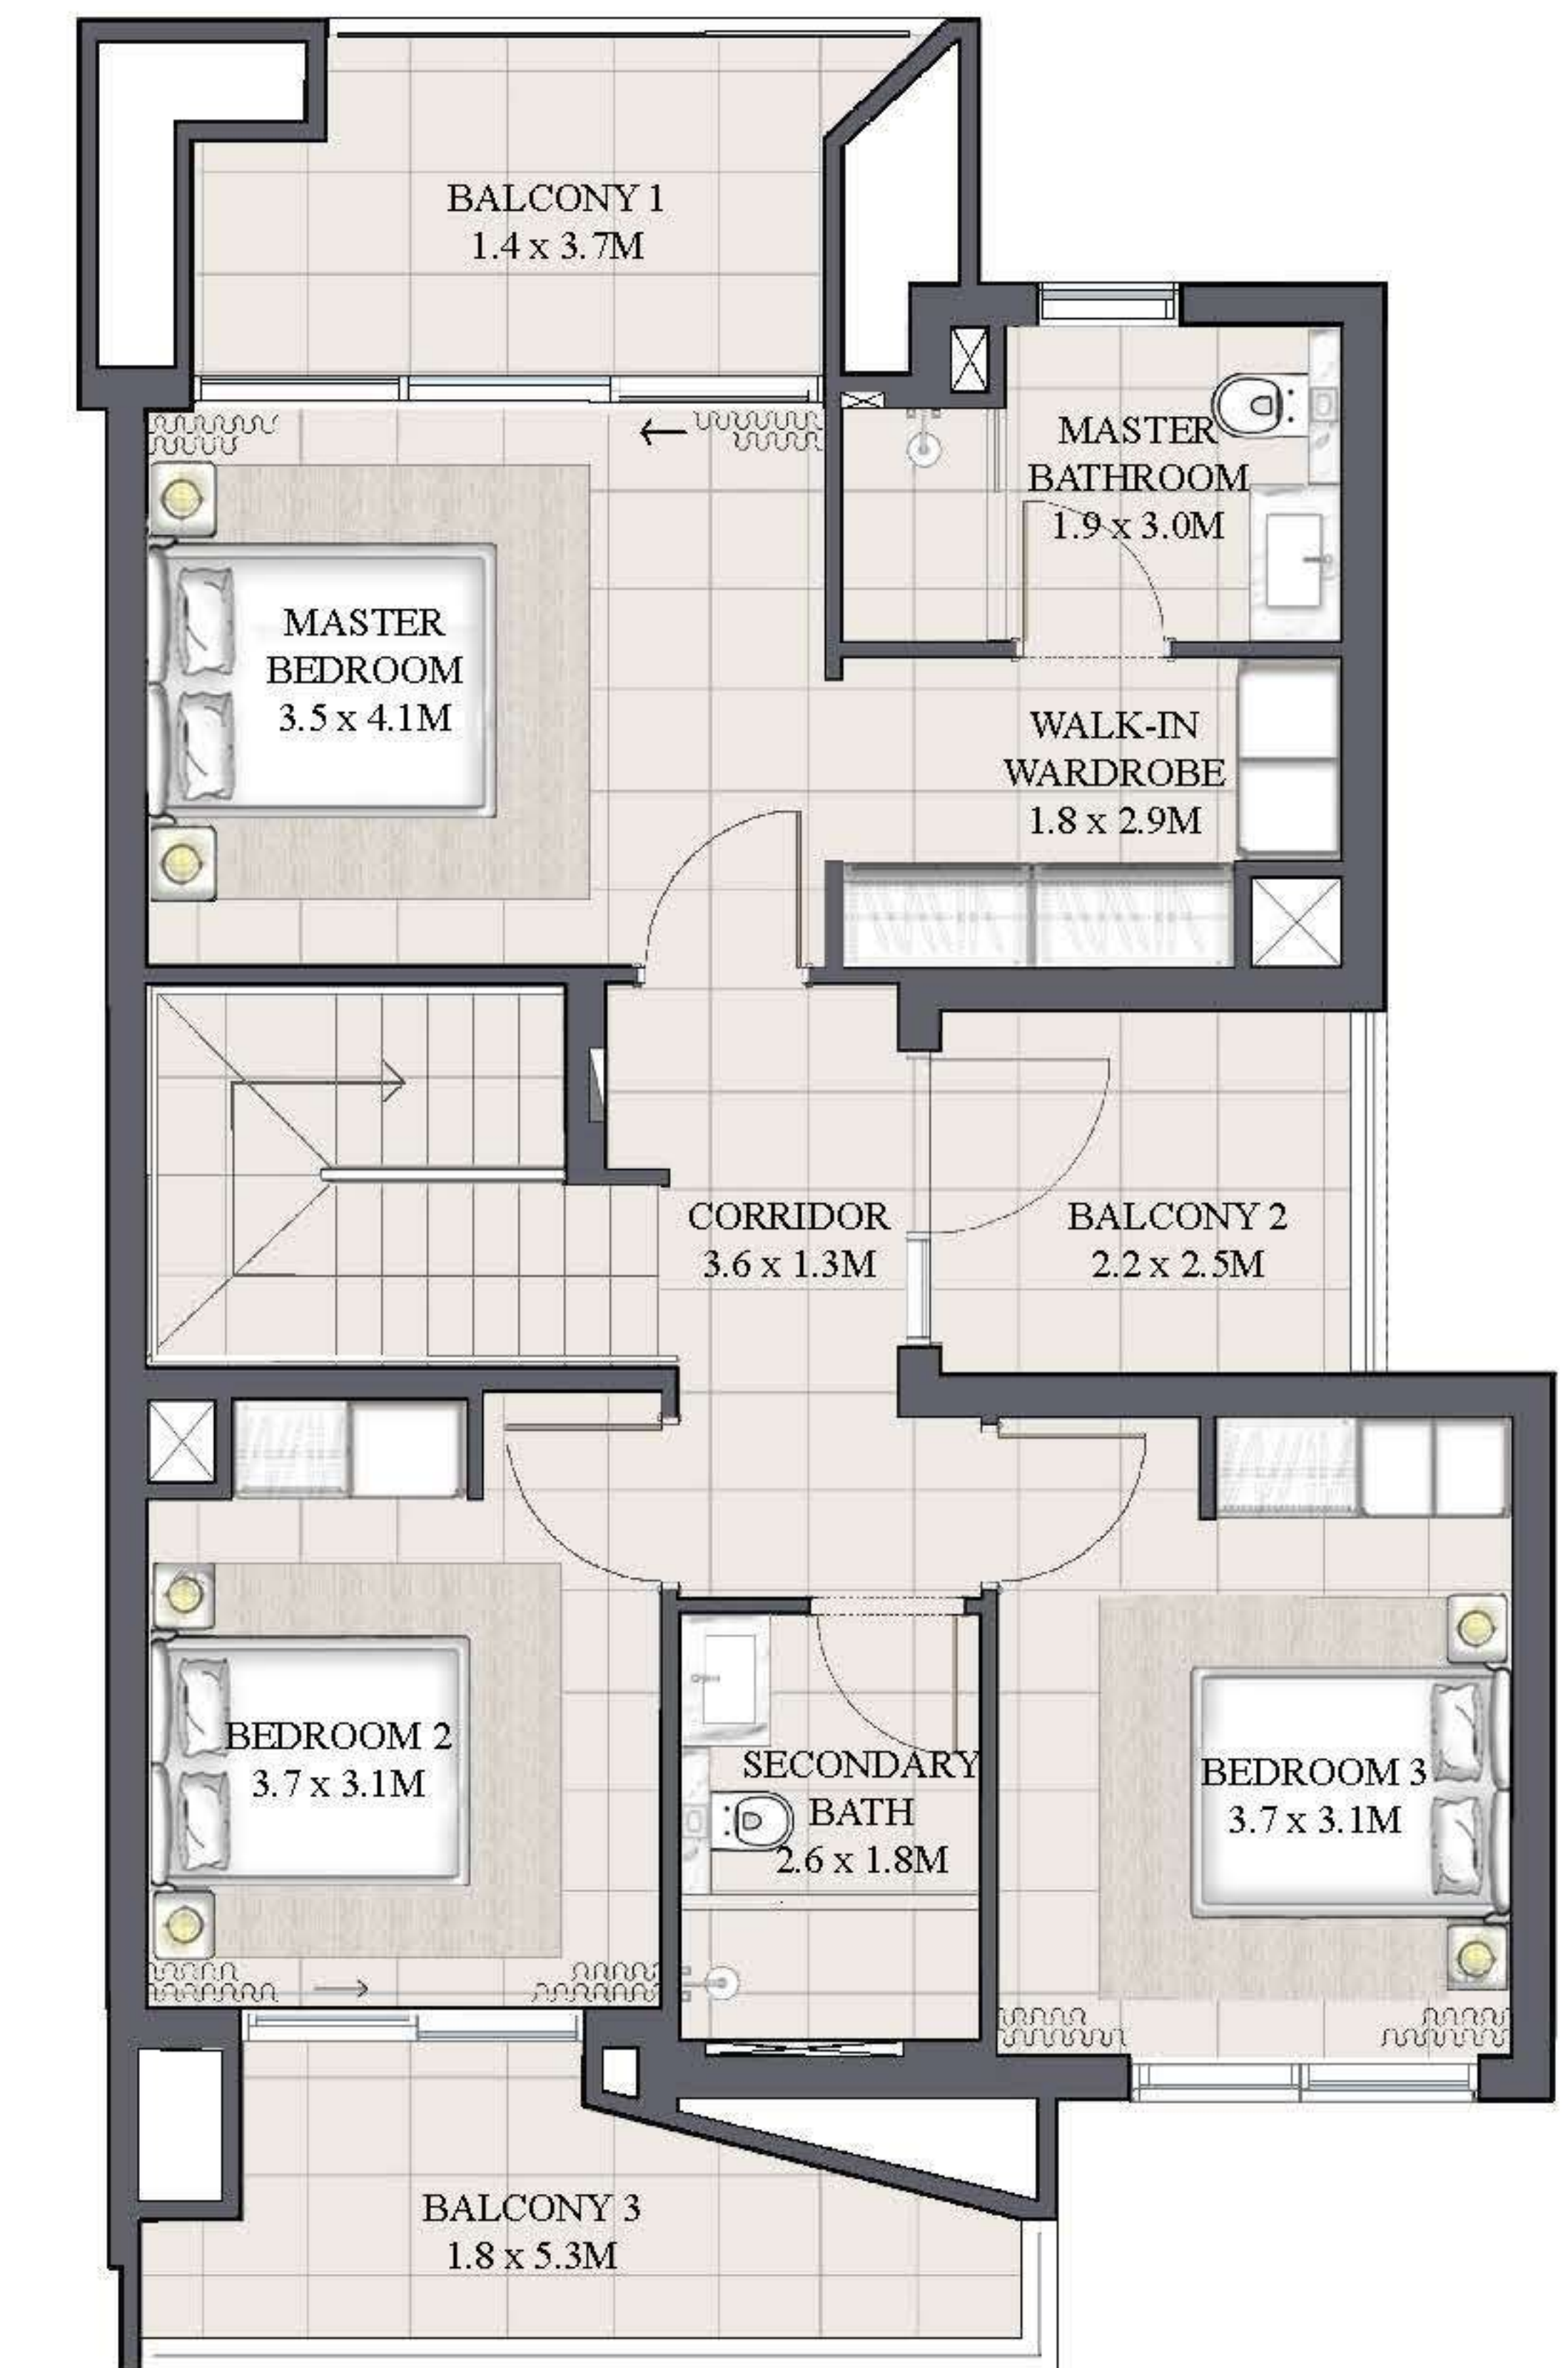 BALCONY 1
1.4 x 3.7M
MASTER
BATHROOM
1.9 x 3.0M
MASTER
BEDROOM
3.5 x 4.1M
WALK-IN
WARDROBE
1.8 x 2.9M
CORRIDOR
3.6 x 1.3M
BALCONY 2
2.2 x 2.5M
BEDROOM 2
3.7 x 3.1M
SECONDARY
BATH
2.6 x 1.8M
BEDROOM 3
3.7 x 3.1M
BALCONY 3
1.8 x 5.3M